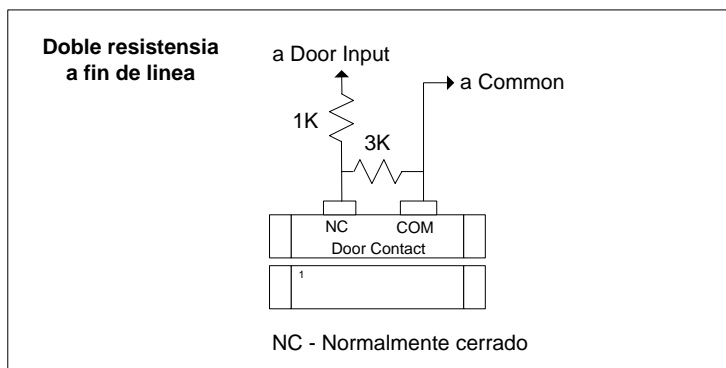 Doble resistensia
a fin de linea
a Door Input
a Common
1K
3K
NC COM
Door Contact
1
NC - Normalmente cerrado